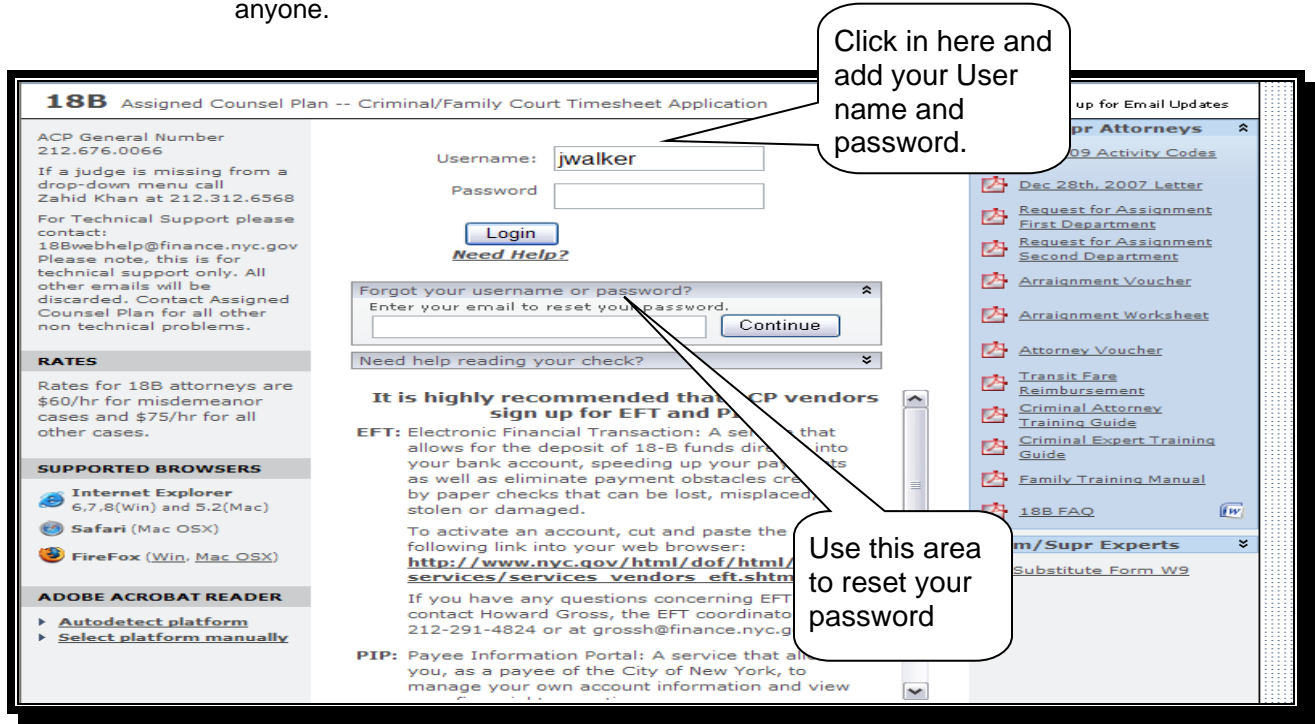 anyone.
Click in here and
add your User
name and
password.
18B Assigned Counsel Plan -- Criminal/Family Court Timesheet Application
up for Email Updates
ACP General Number
212.676.0066
If a judge is missing from a
drop-down menu call
Zahid Khan at 212.312.6568
For Technical Support please
contact:
18Bwebhelp@finance.nyc.gov
Please note, this is for
technical support only. All
other emails will be
discarded. Contact Assigned
Counsel Plan for all other
non technical problems.
RATES
Rates for 18B attorneys are
$60/hr for misdemeanor
cases and $75/hr for all
other cases.
SUPPORTED BROWSERS
Internet Explorer
6,7,8(Win) and 5.2(Mac)
Safari (Mac OSX)
FireFox (Win, Mac OSX)
ADOBE ACROBAT READER
Autodetect platform
Select platform manually
Username: jwalker
Password
Login
Need Help?
Forgot your username or password?
Enter your email to reset your password.
Continue
Need help reading your check?
It is highly recommended that ACP vendors
sign up for EFT and
EFT: Electronic Financial Transaction: A service that
allows for the deposit of 18-B funds directly into
your bank account, speeding up your payments
as well as eliminate payment obstacles
by paper checks that can be lost, misplaced,
stolen or damaged.
To activate an account, cut and paste the
following link into your web browser:
http://www.nyc.gov/html/dof/html/
services/services_vendors_eft.shtm
If you have any questions concerning EFT
contact Howard Gross, the EFT
212-291-4824 or at grossh@finance.nyc.g
PIP: Payee Information Portal: A service that
you, as a payee of the City of New York, to
manage your own account information and view
Use this area
to reset your
password
pr Attorneys
09 Activity Codes
Dec 28th, 2007 Letter
Request for Assignment
First Department
Request for Assignment
Second Department
Arraignment Voucher
Arraignment Worksheet
Attorney Voucher
Transit Fare
Reimbursement
Criminal Attorney
Training Guide
Criminal Expert Training
Guide
Family Training Manual
18B FAQ
m/Supr Experts
Substitute Form W9